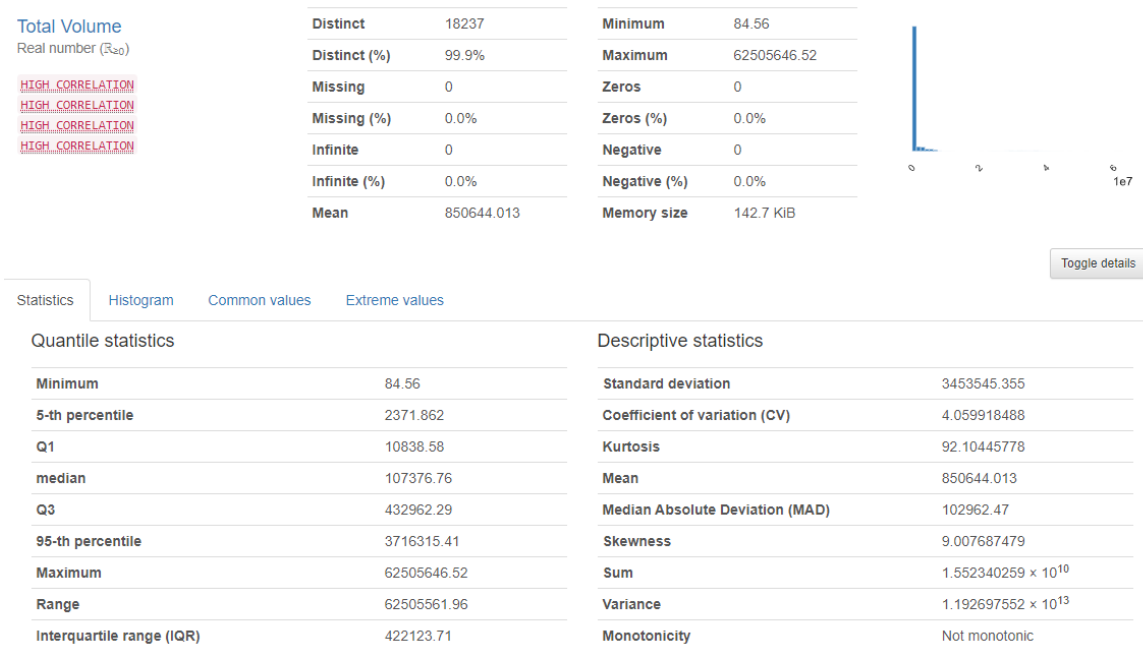 Total Volume
Real number (ℝ≥0)
HIGH CORRELATION
HIGH CORRELATION
HIGH CORRELATION
HIGH CORRELATION
Distinct 18237
Distinct (%) 99.9%
Missing 0
Missing (%) 0.0%
Infinite 0
Infinite (%) 0.0%
Mean 850644.013
Minimum 84.56
Maximum 62505646.52
Zeros 0
Zeros (%) 0.0%
Negative 0
Negative (%) 0.0%
Memory size 142.7 KiB
0 2 4 6
1e7
Toggle details
Statistics Histogram Common values Extreme values
Quantile statistics
Minimum 84.56
5-th percentile 2371.862
Q1 10838.58
median 107376.76
Q3 432962.29
95-th percentile 3716315.41
Maximum 62505646.52
Range 62505561.96
Interquartile range (IQR) 422123.71
Descriptive statistics
Standard deviation 3453545.355
Coefficient of variation (CV) 4.059918488
Kurtosis 92.10445778
Mean 850644.013
Median Absolute Deviation (MAD) 102962.47
Skewness 9.007687479
Sum 1.552340259 × 10¹⁰
Variance 1.192697552 × 10¹³
Monotonicity Not monotonic